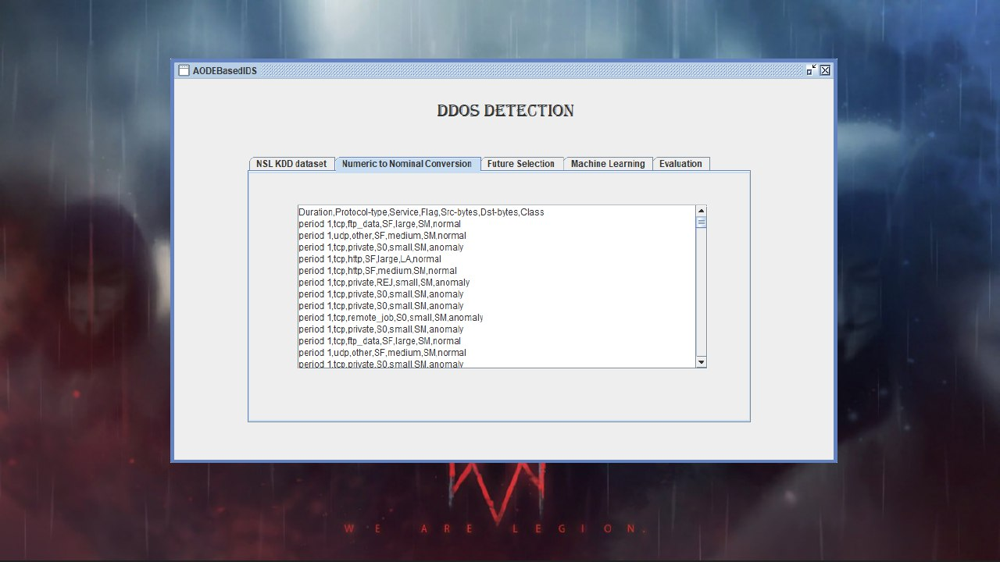 AODEBasedIDS
DDOS DETECTION
NSL KDD dataset Numeric to Nominal Conversion Future Selection Machine Learning Evaluation
Duration,Protocol-type,Service,Flag,Src-bytes,Dst-bytes,Class
period 1,tcp,ftp_data,SF,large,SM,normal
period 1,udp,other,SF,medium,SM,normal
period 1,tcp,private,S0,small,SM,anomaly
period 1,tcp,http,SF,large,LA,normal
period 1,tcp,http,SF,medium,SM,normal
period 1,tcp,private,REJ,small,SM,anomaly
period 1,tcp,private,S0,small,SM,anomaly
period 1,tcp,private,S0,small,SM,anomaly
period 1,tcp,remote_job,S0,small,SM,anomaly
period 1,tcp,private,S0,small,SM,anomaly
period 1,tcp,ftp_data,SF,large,SM,normal
period 1,udp,other,SF,medium,SM,normal
period 1,tcp,private,S0,small,SM,anomaly
WE ARE LEGION.